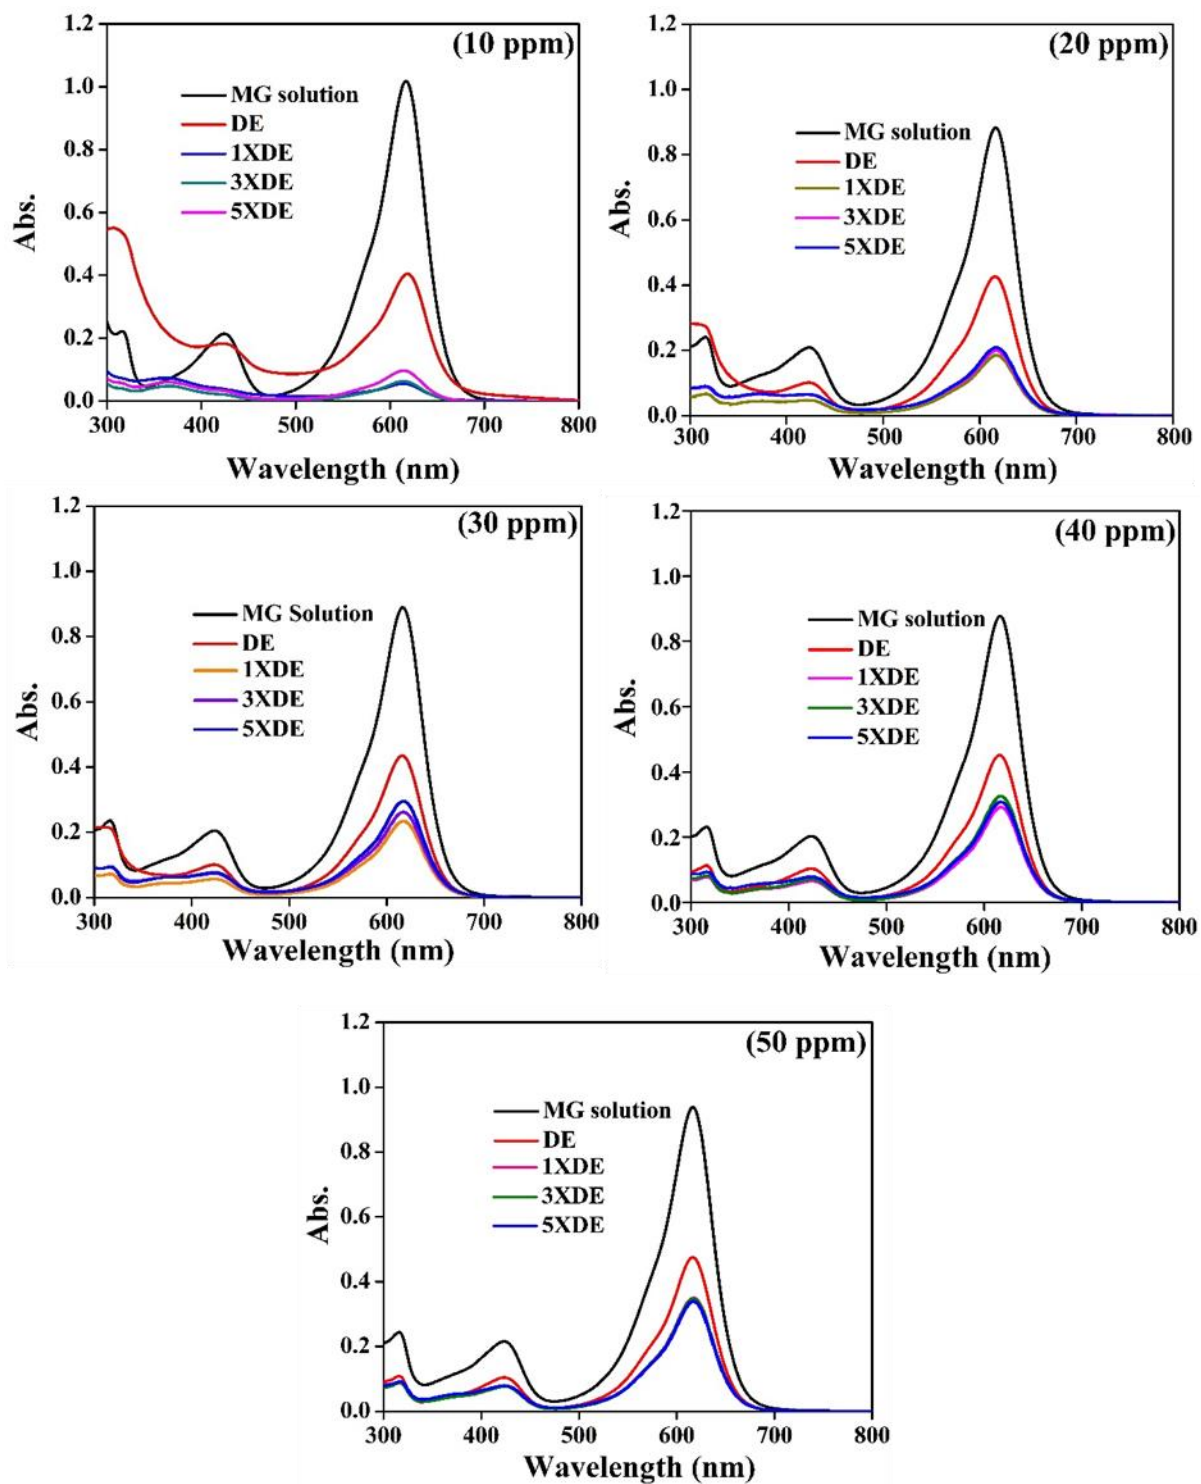 (10 ppm)
MG solution
DE
1XDE
3XDE
5XDE
Abs.
1.2
1.0
0.8
0.6
0.4
0.2
0.0
300 400 500 600 700 800
Wavelength (nm)
(20 ppm)
MG solution
DE
1XDE
3XDE
5XDE
Abs.
1.2
1.0
0.8
0.6
0.4
0.2
0.0
300 400 500 600 700 800
Wavelength (nm)
(30 ppm)
MG Solution
DE
1XDE
3XDE
5XDE
Abs.
1.2
1.0
0.8
0.6
0.4
0.2
0.0
300 400 500 600 700 800
Wavelength (nm)
(40 ppm)
MG solution
DE
1XDE
3XDE
5XDE
Abs.
1.2
1.0
0.8
0.6
0.4
0.2
0.0
300 400 500 600 700 800
Wavelength (nm)
(50 ppm)
MG solution
DE
1XDE
3XDE
5XDE
Abs.
1.2
1.0
0.8
0.6
0.4
0.2
0.0
300 400 500 600 700 800
Wavelength (nm)